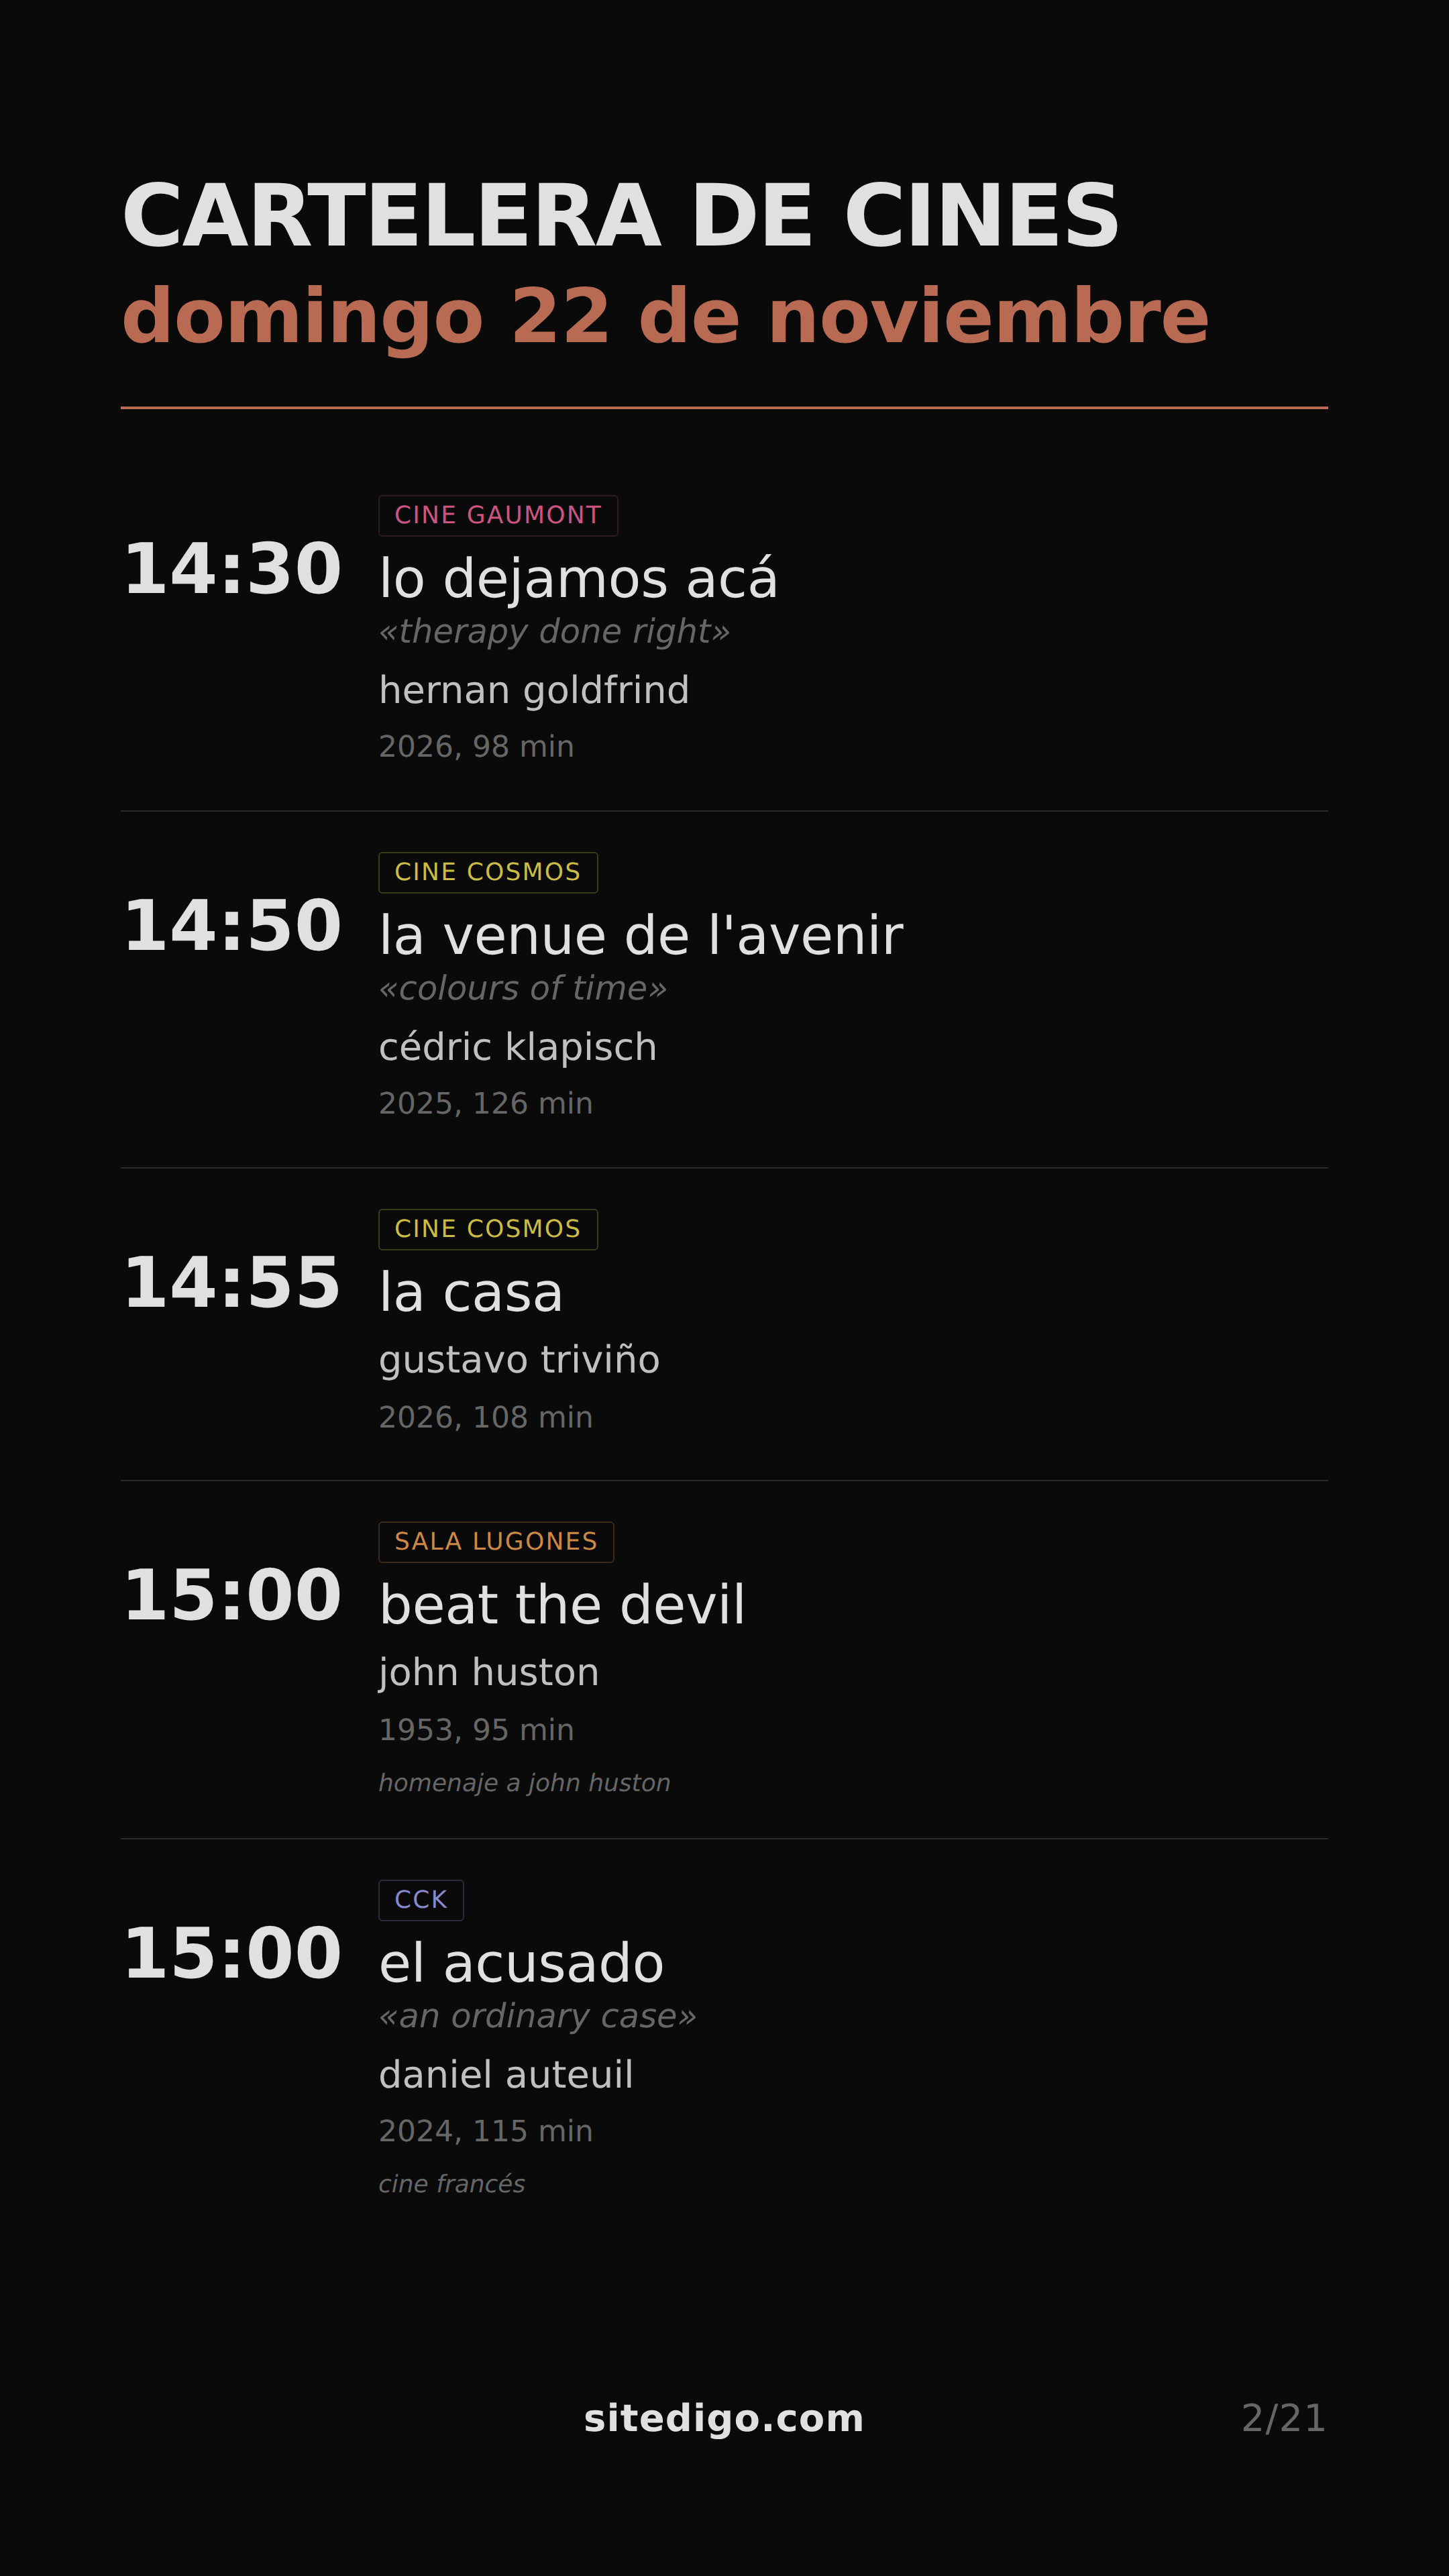 CARTELERA DE CINES
domingo 22 de noviembre
CINE GAUMONT
14:30
lo dejamos acá
«therapy done right»
hernan goldfrind
2026, 98 min
CINE COSMOS
14:50
la venue de l'avenir
«colours of time»
cédric klapisch
2025, 126 min
CINE COSMOS
14:55
la casa
gustavo triviño
2026, 108 min
SALA LUGONES
15:00
beat the devil
john huston
1953, 95 min
homenaje a john huston
CCK
15:00
el acusado
«an ordinary case»
daniel auteuil
2024, 115 min
cine francés
sitedigo.com
2/21